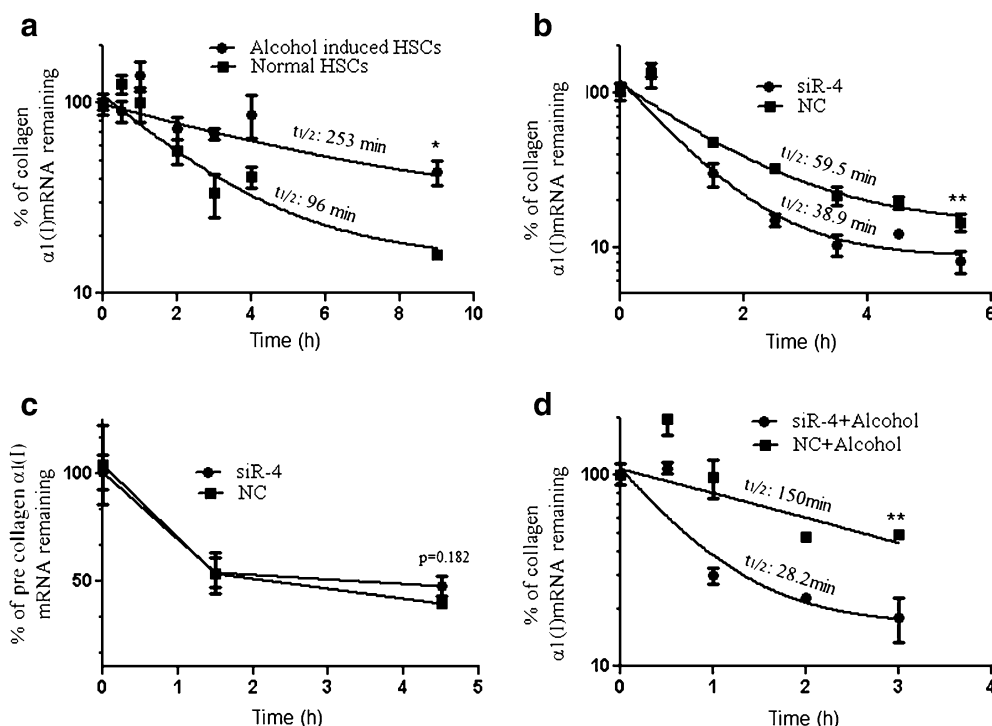 a
Alcohol induced HSCs
Normal HSCs
% of collagen
α1(I)mRNA remaining
100
10
t1/2: 253 min
t1/2: 96 min
*
0 2 4 6 8 10
Time (h)
b
siR-4
NC
% of collagen
α1(I)mRNA remaining
100
10
t1/2: 59.5 min
t1/2: 38.9 min
**
0 2 4 6
Time (h)
c
siR-4
NC
% of pre collagen α1(I)
mRNA remaining
100
50
p=0.182
0 1 2 3 4 5
Time (h)
d
siR-4+Alcohol
NC+Alcohol
% of collagen
α1(I)mRNA remaining
100
10
t1/2: 150min
t1/2: 28.2min
**
0 1 2 3 4
Time (h)